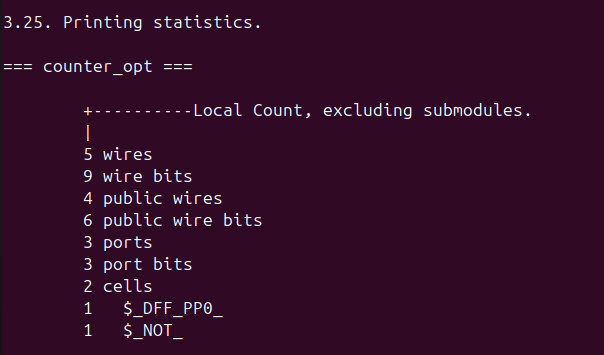 3.25. Printing statistics.
=== counter_opt ===
+----------Local Count, excluding submodules.
|
5 wires
9 wire bits
4 public wires
6 public wire bits
3 ports
3 port bits
2 cells
1   $_DFF_PP0_
1   $_NOT_